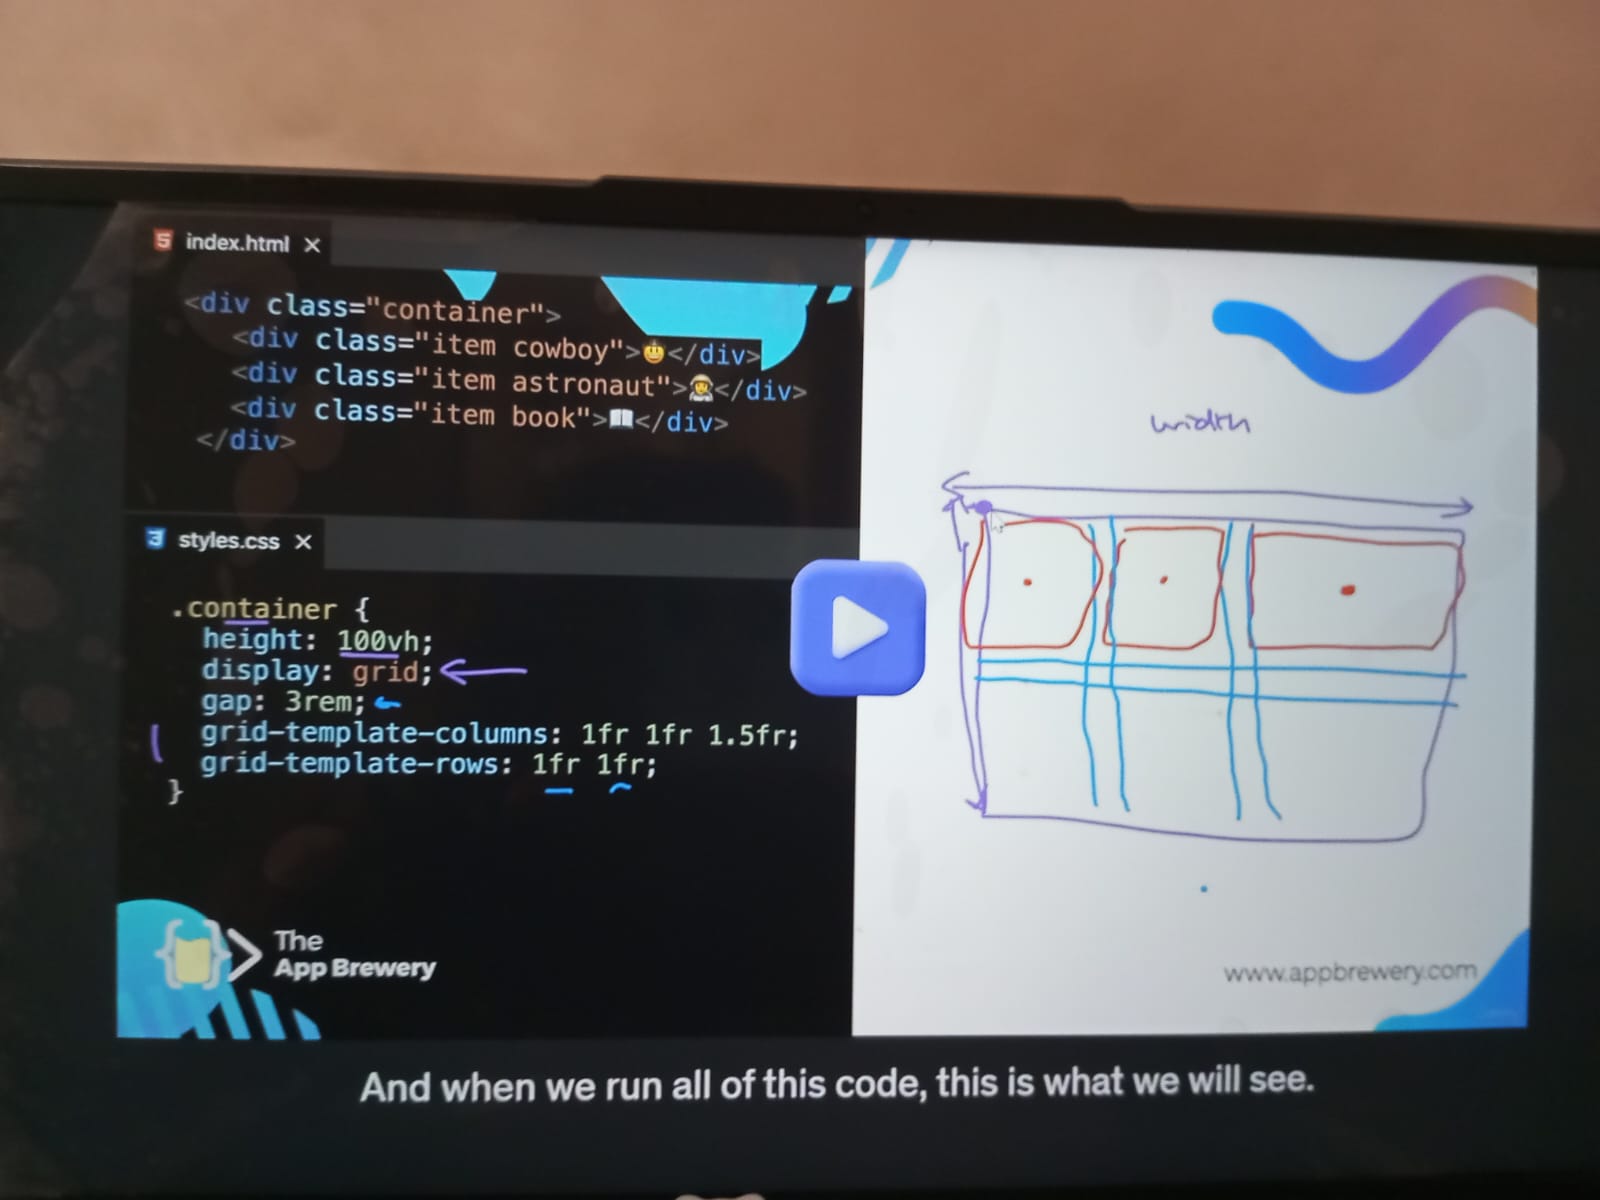 index.html
<div class="container">
<div class="item cowboy">🤠</div>
<div class="item astronaut">🧑‍🚀</div>
<div class="item book">📖</div>
</div>
styles.css
.container {
height: 100vh;
display: grid;
gap: 3rem;
grid-template-columns: 1fr 1fr 1.5fr;
grid-template-rows: 1fr 1fr;
}
The
App Brewery
width
www.appbrewery.com
And when we run all of this code, this is what we will see.